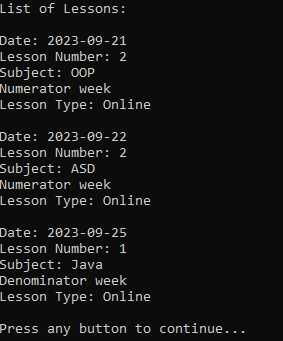 List of Lessons:
Date: 2023-09-21
Lesson Number: 2
Subject: OOP
Numerator week
Lesson Type: Online
Date: 2023-09-22
Lesson Number: 2
Subject: ASD
Numerator week
Lesson Type: Online
Date: 2023-09-25
Lesson Number: 1
Subject: Java
Denominator week
Lesson Type: Online
Press any button to continue...